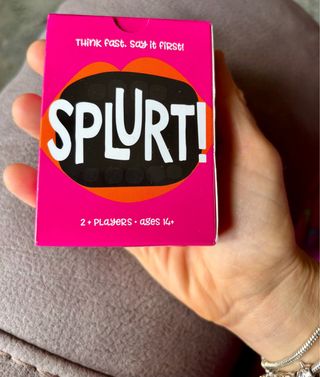 Think fast. Say it first!
SPLURT!
2+ players • ages 14+